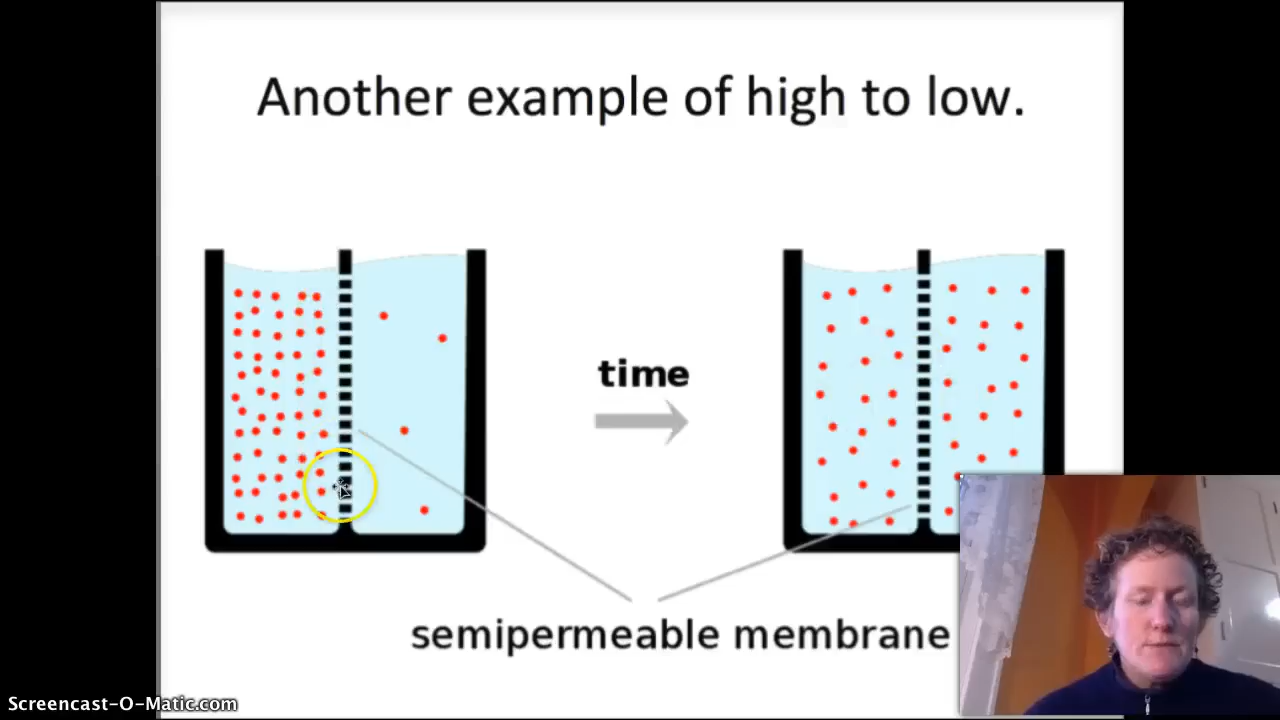 Another example of high to low.
time
semipermeable membrane
Screencast-O-Matic.com